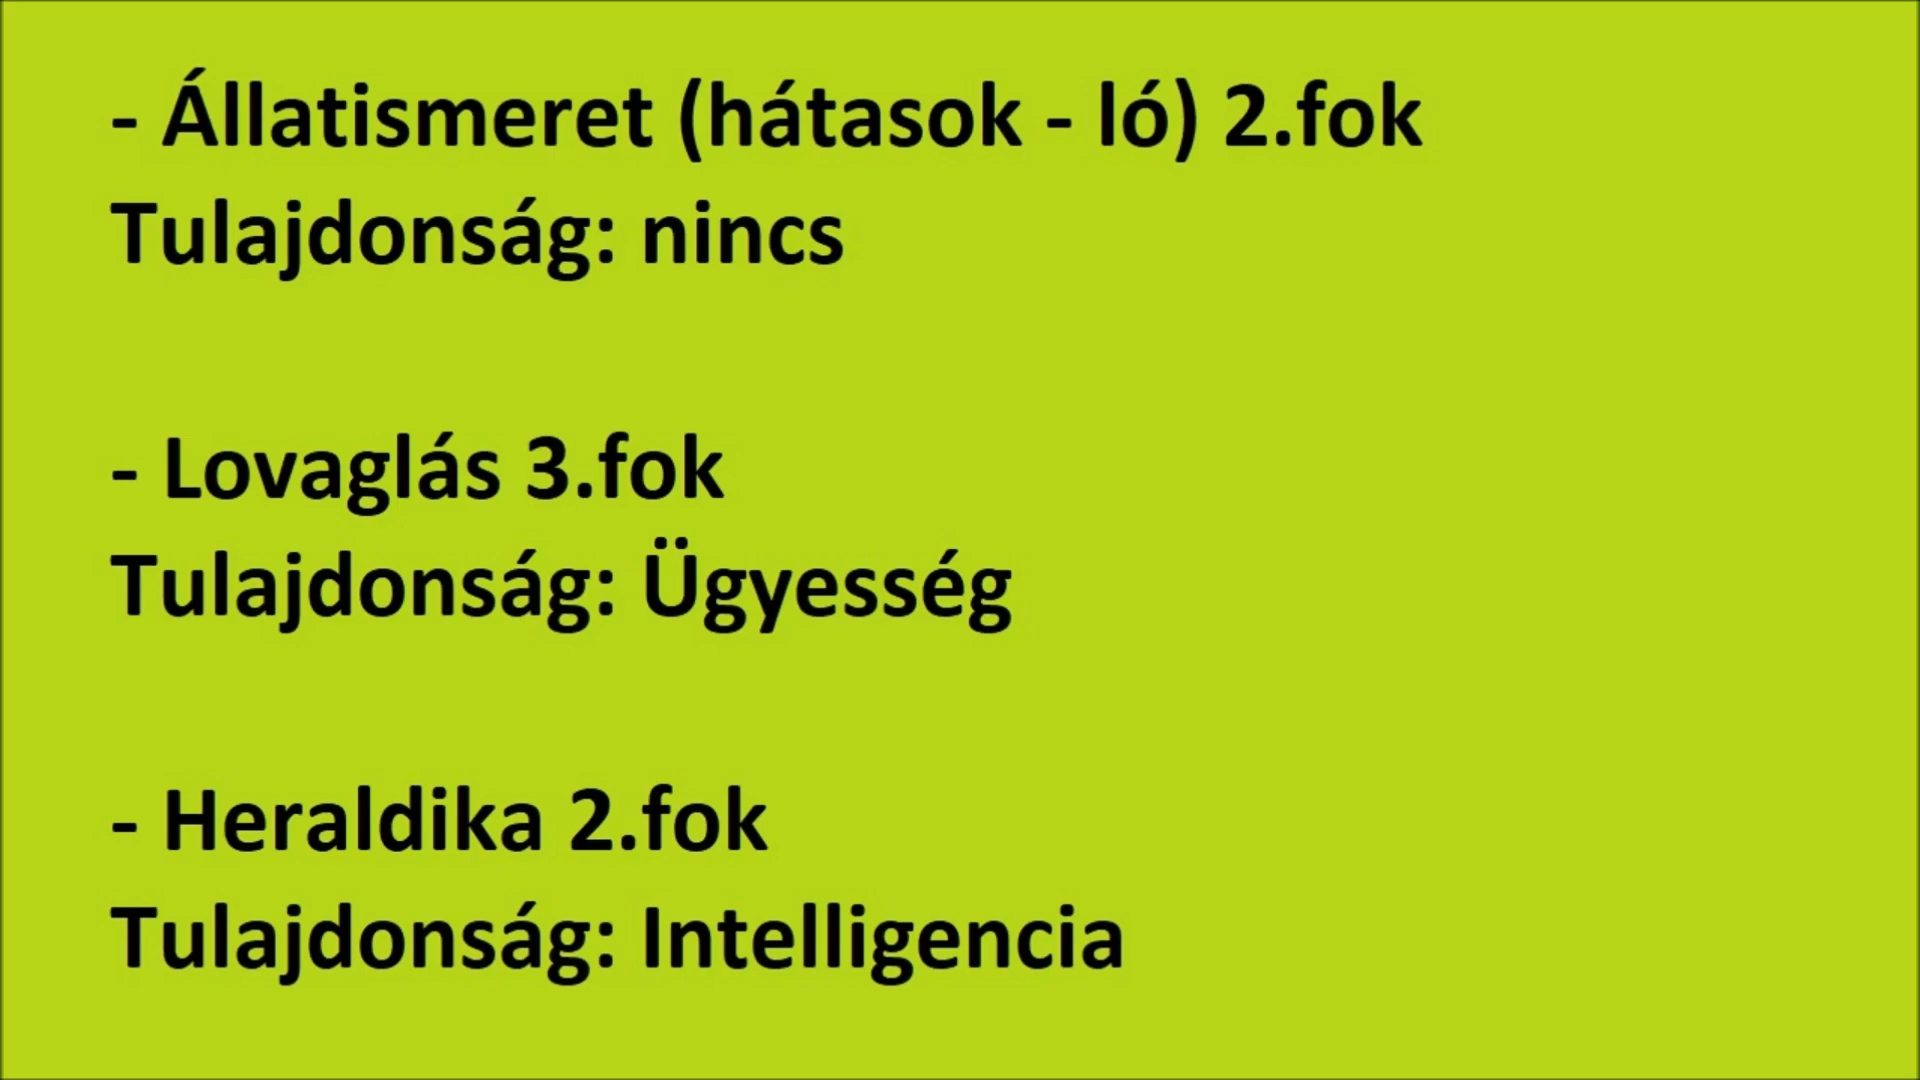 - Állatismeret (hátasok - ló) 2.fok
Tulajdonság: nincs
- Lovaglás 3.fok
Tulajdonság: Ügyesség
- Heraldika 2.fok
Tulajdonság: Intelligencia